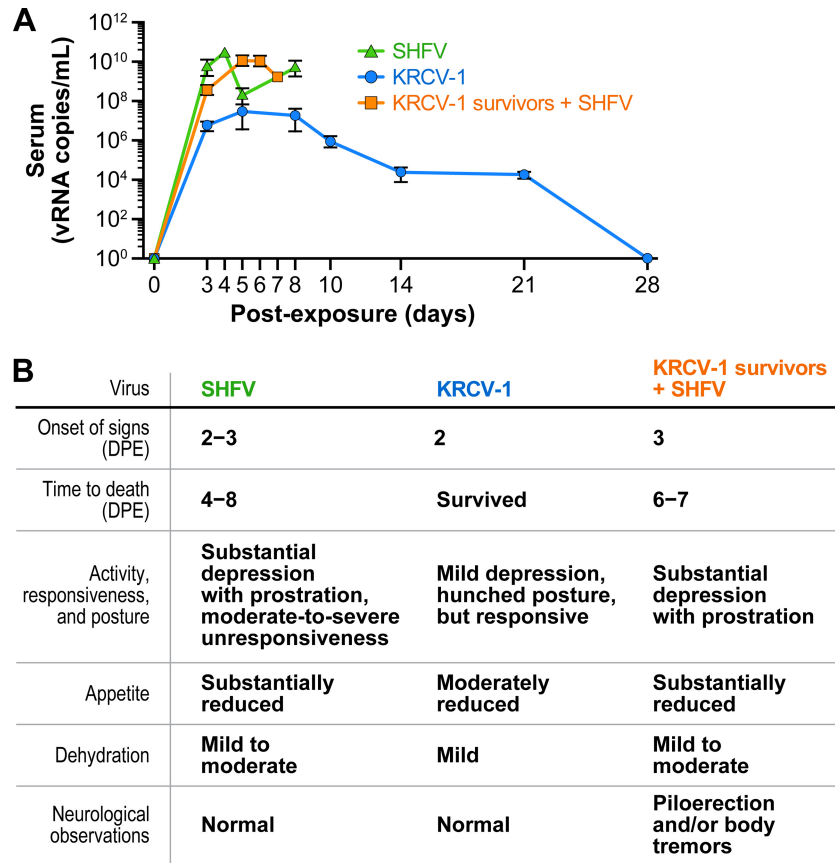 A
Serum
(vRNA copies/mL)
10¹²
10¹⁰
10⁸
10⁶
10⁴
10²
10⁰
SHFV
KRCV-1
KRCV-1 survivors + SHFV
0 3 4 5 6 7 8 10 14 21 28
Post-exposure (days)
B
Virus
SHFV
KRCV-1
KRCV-1 survivors
+ SHFV
Onset of signs
(DPE)
2–3
2
3
Time to death
(DPE)
4–8
Survived
6–7
Activity,
responsiveness,
and posture
Substantial
depression
with prostration,
moderate-to-severe
unresponsiveness
Mild depression,
hunched posture,
but responsive
Substantial
depression
with prostration
Appetite
Substantially
reduced
Moderately
reduced
Substantially
reduced
Dehydration
Mild to
moderate
Mild
Mild to
moderate
Neurological
observations
Normal
Normal
Piloerection
and/or body
tremors